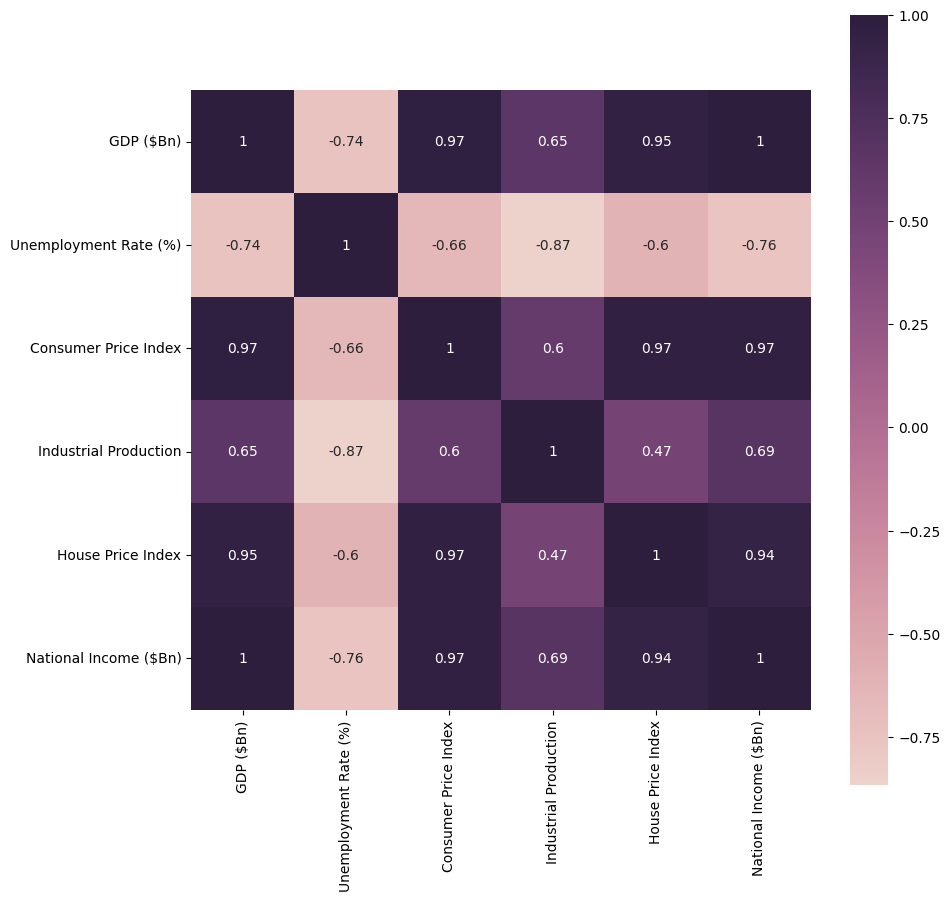 1.00
GDP ($Bn) 1 -0.74 0.97 0.65 0.95 1
0.75
Unemployment Rate (%) -0.74 1 -0.66 -0.87 -0.6 -0.76
0.50
Consumer Price Index 0.97 -0.66 1 0.6 0.97 0.97
0.25
0.00
Industrial Production 0.65 -0.87 0.6 1 0.47 0.69
−0.25
House Price Index 0.95 -0.6 0.97 0.47 1 0.94
−0.50
National Income ($Bn) 1 -0.76 0.97 0.69 0.94 1
−0.75
GDP ($Bn)
Unemployment Rate (%)
Consumer Price Index
Industrial Production
House Price Index
National Income ($Bn)